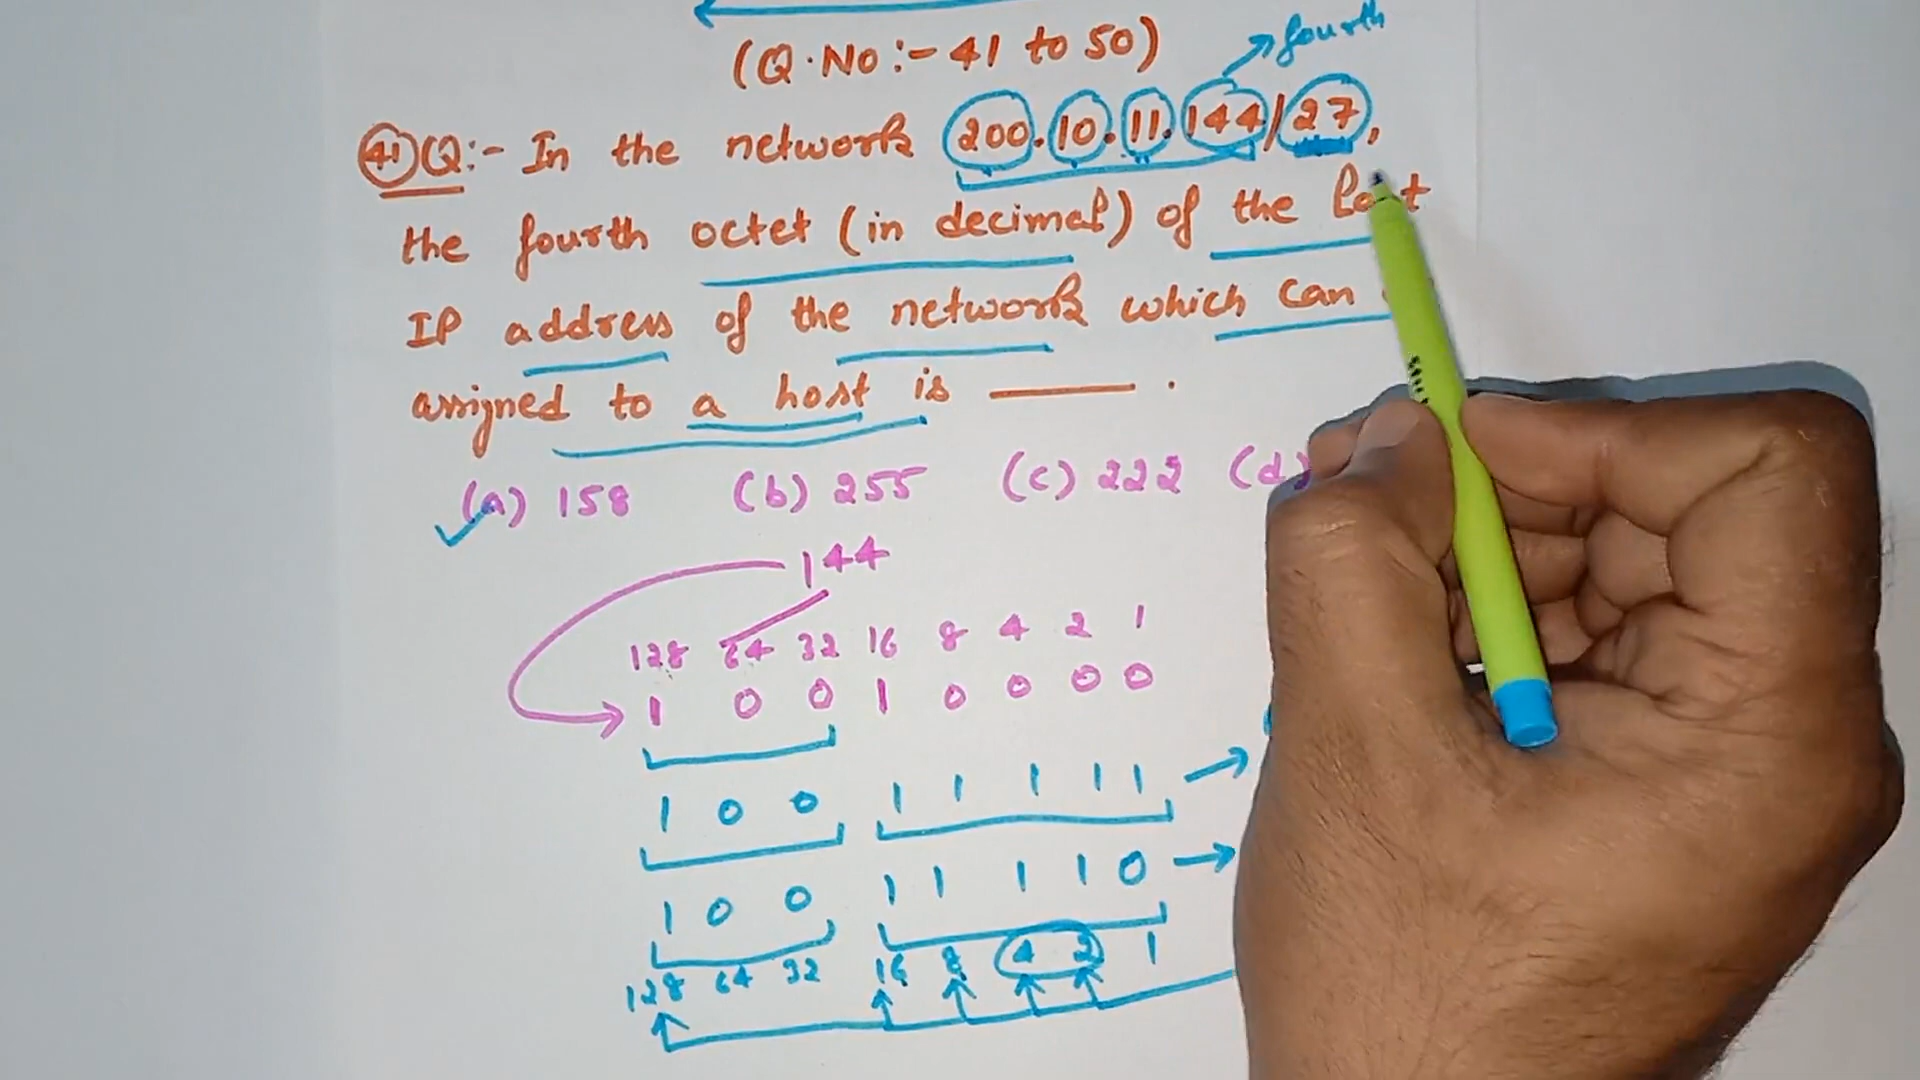 (Q.No:- 41 to 50)
fourth
41 Q:- In the network 200.10.11.144/27,
the fourth octet (in decimal) of the last
IP address of the network which can
assigned to a host is ______ .
(a) 158 (b) 255 (c) 222 (d)
144
128 64 32 16 8 4 2 1
1 0 0 1 0 0 0 0
1 0 0 1 1 1 1 1 →
1 0 0 1 1 1 1 0 →
128 64 32 16 8 4 2 1